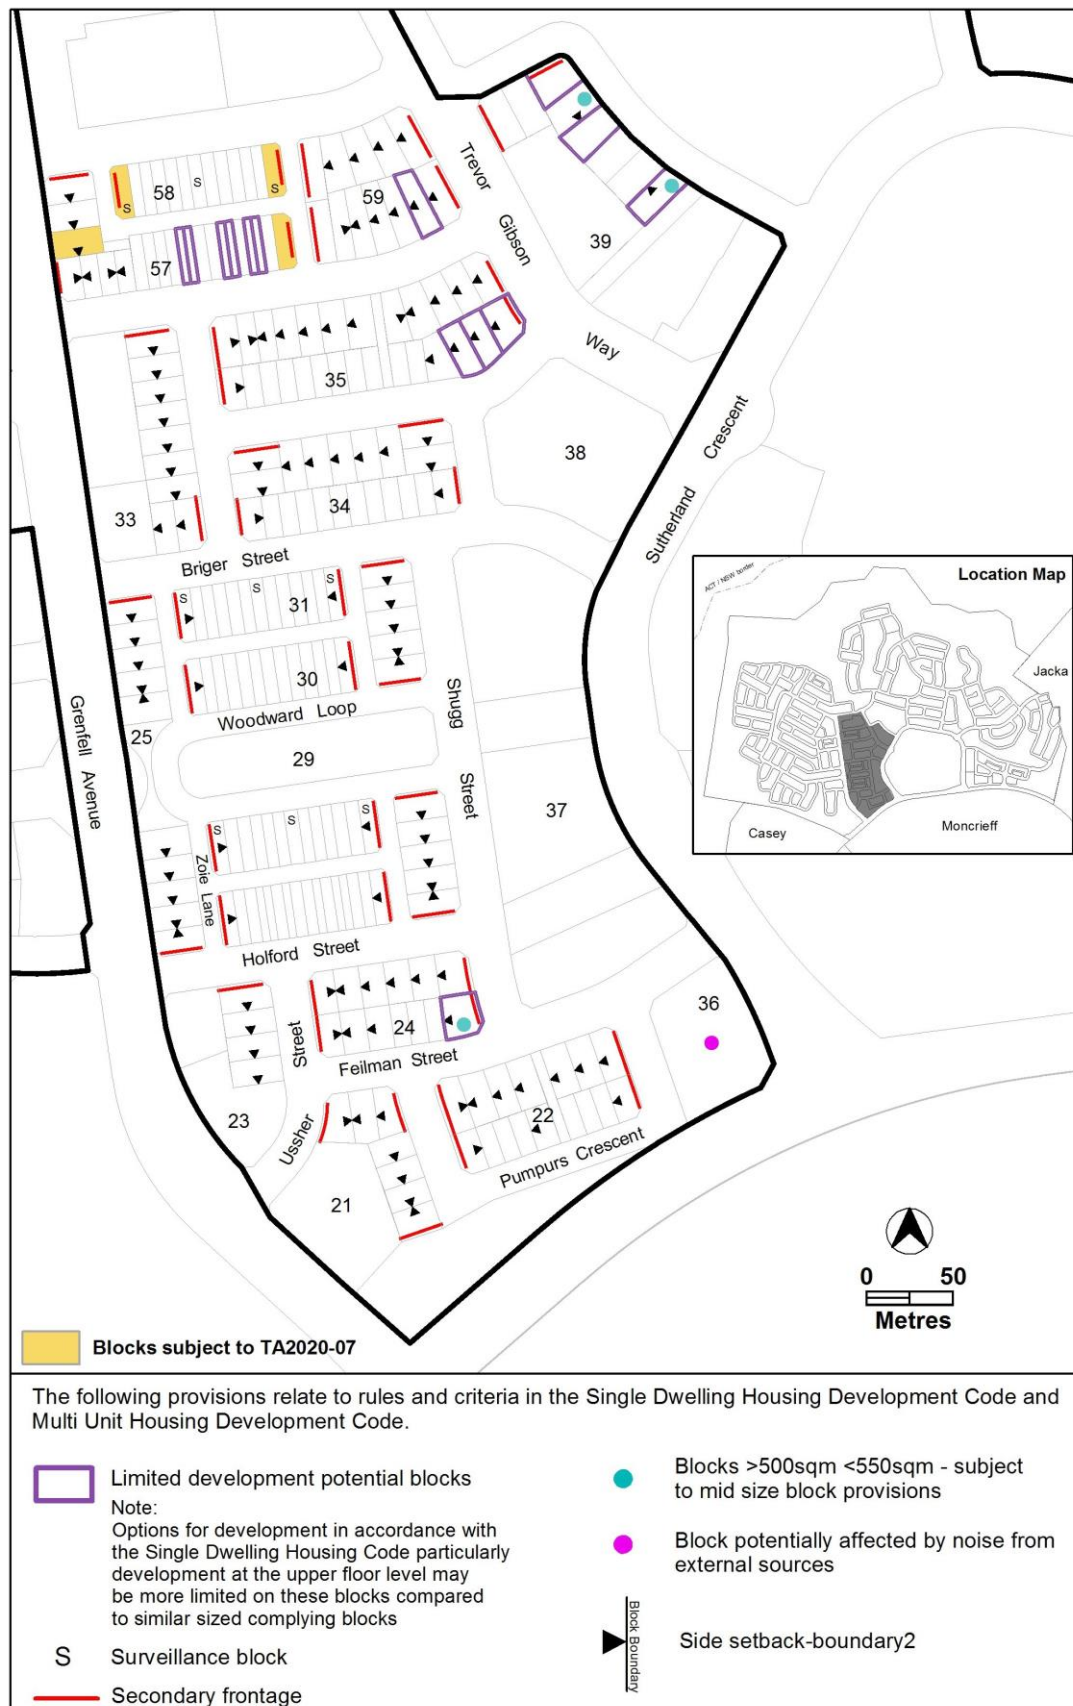 Trevor
Gibson
Way
58
S
S
S
59
57
39
35
38
Crescent
Sutherland
33
34
Briger Street
S
S
S
31
30
Woodward Loop
Shugg
Street
25
29
Grenfell Avenue
S
S
S
Zoie Lane
37
Holford Street
24
Street
Feilman Street
36
23
Ussher
22
Pumpurs Crescent
21
ACT / NSW border
Location Map
Jacka
Casey
Moncrieff
0 50
Metres
Blocks subject to TA2020-07
The following provisions relate to rules and criteria in the Single Dwelling Housing Development Code and
Multi Unit Housing Development Code.
Limited development potential blocks
Note:
Options for development in accordance with
the Single Dwelling Housing Code particularly
development at the upper floor level may
be more limited on these blocks compared
to similar sized complying blocks
S Surveillance block
Secondary frontage
Blocks >500sqm <550sqm - subject
to mid size block provisions
Block potentially affected by noise from
external sources
Block Boundary
Side setback-boundary2